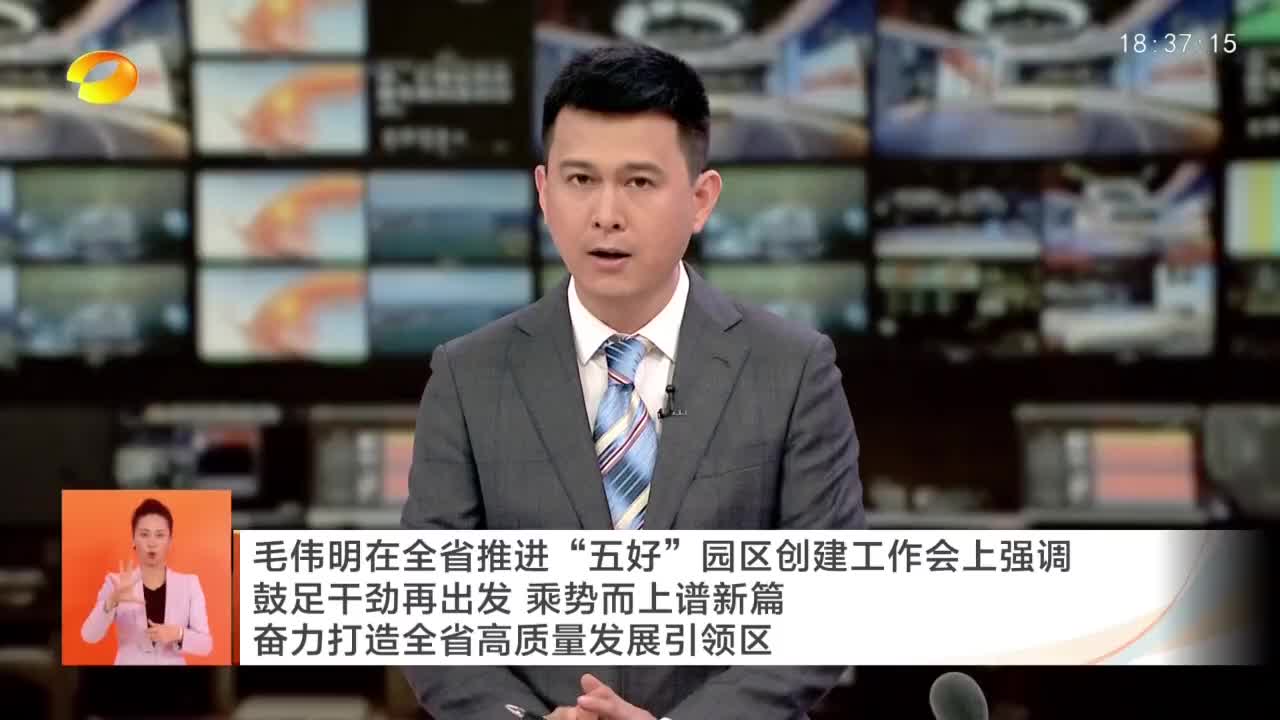 18:37:15
毛伟明在全省推进“五好”园区创建工作会上强调
鼓足干劲再出发 乘势而上谱新篇
奋力打造全省高质量发展引领区